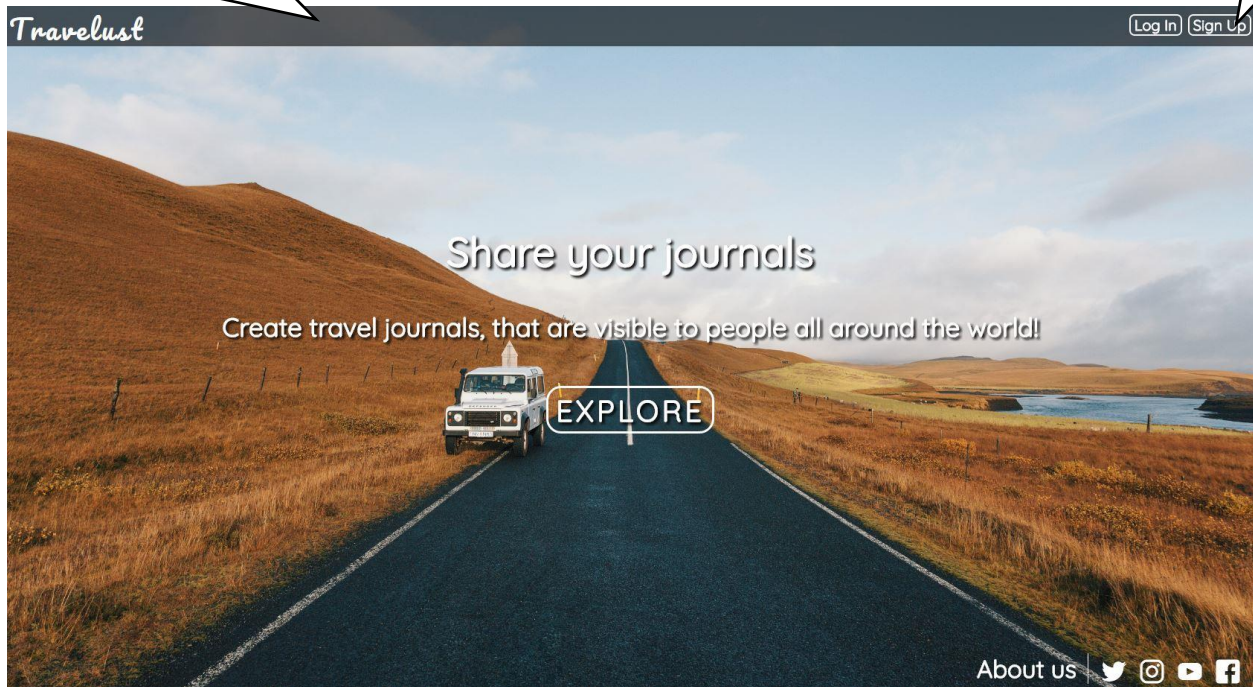 Travelust
Log In Sign Up
Share your journals
Create travel journals, that are visible to people all around the world!
EXPLORE
About us